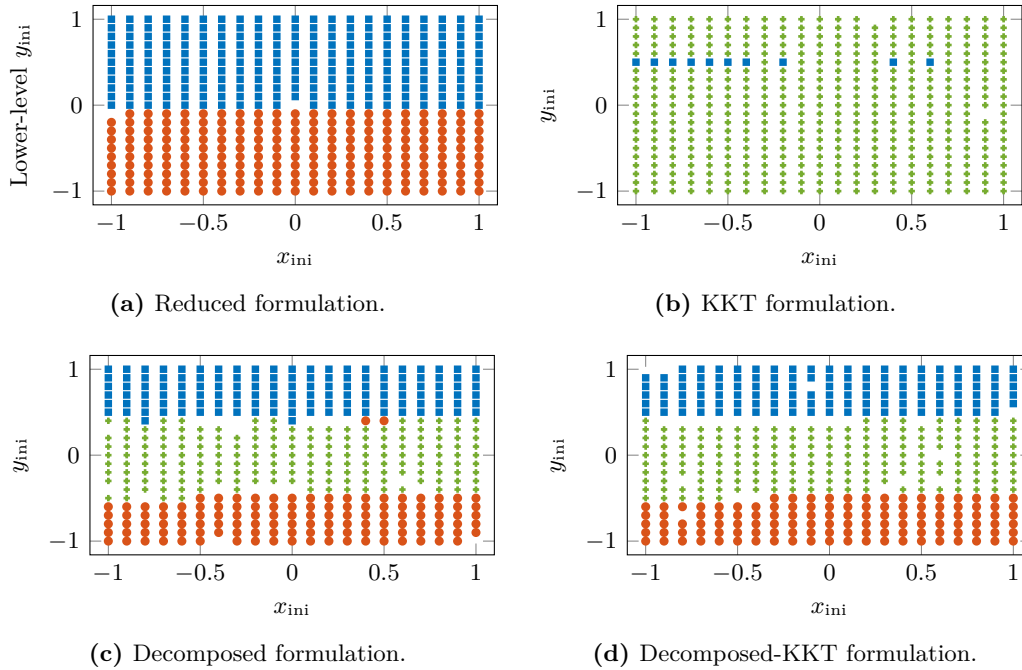 1
0
−1
Lower-level y_ini
−1
−0.5
0
0.5
1
x_ini
(a) Reduced formulation.
1
0
−1
y_ini
−1
−0.5
0
0.5
1
x_ini
(b) KKT formulation.
1
0
−1
y_ini
−1
−0.5
0
0.5
1
x_ini
(c) Decomposed formulation.
1
0
−1
y_ini
−1
−0.5
0
0.5
1
x_ini
(d) Decomposed-KKT formulation.